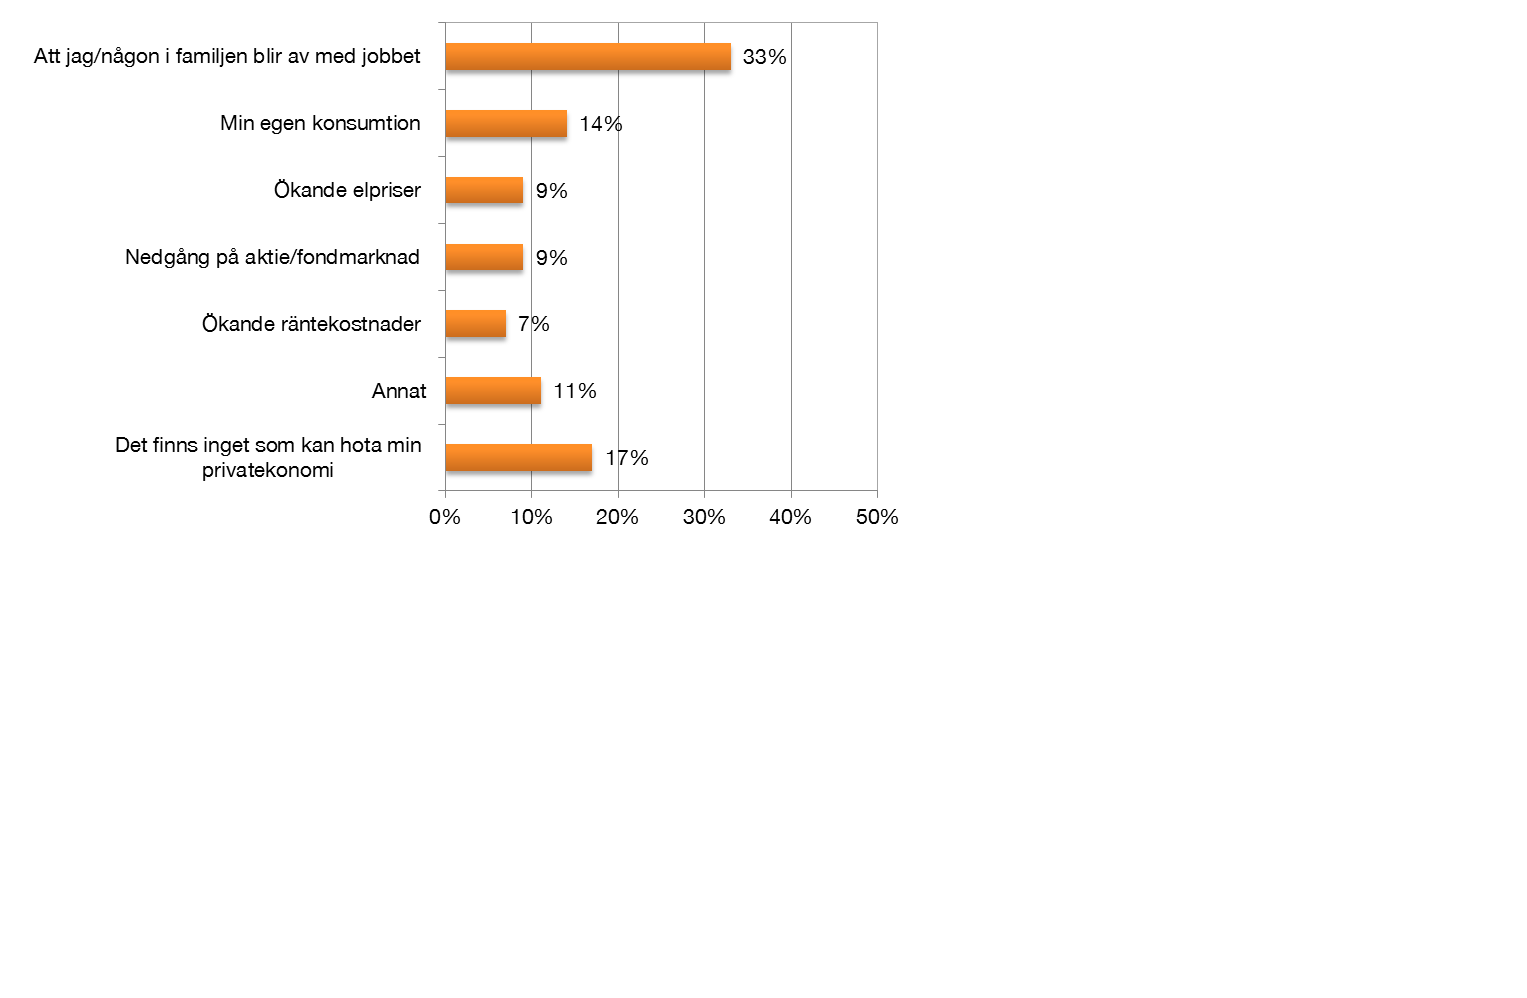 Att jag/någon i familjen blir av med jobbet 33%
Min egen konsumtion 14%
Ökande elpriser 9%
Nedgång på aktie/fondmarknad 9%
Ökande räntekostnader 7%
Annat 11%
Det finns inget som kan hota min
privatekonomi 17%
0% 10% 20% 30% 40% 50%